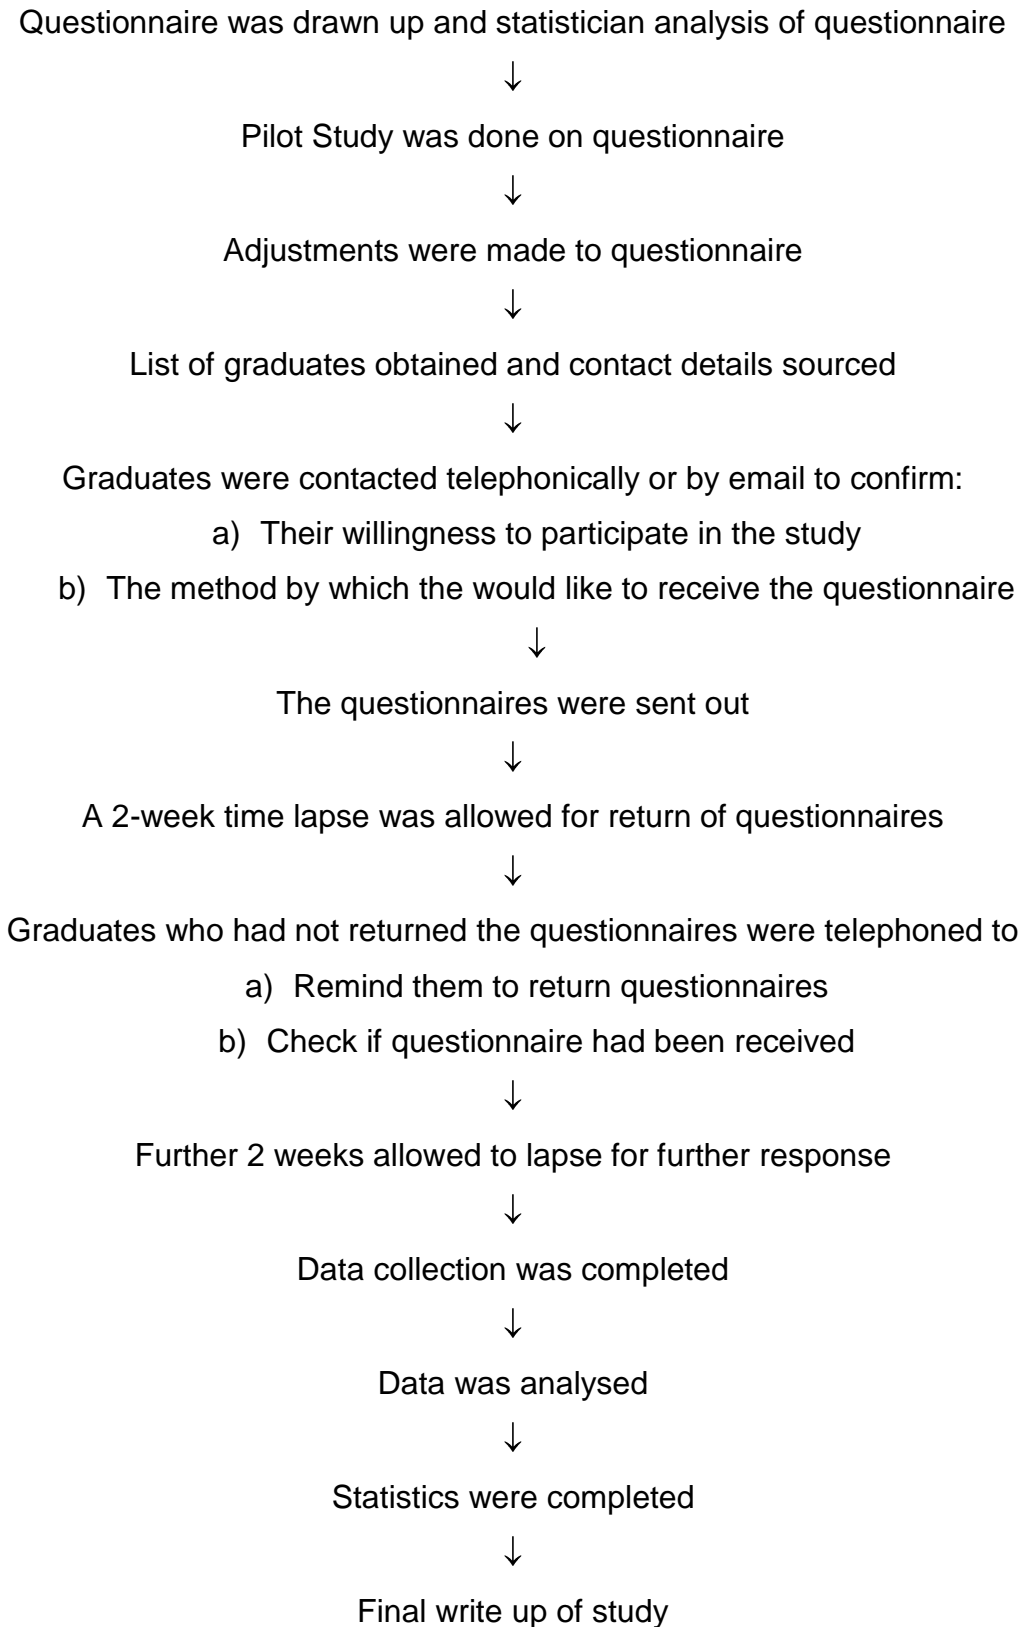 Questionnaire was drawn up and statistician analysis of questionnaire
↓
Pilot Study was done on questionnaire
↓
Adjustments were made to questionnaire
↓
List of graduates obtained and contact details sourced
↓
Graduates were contacted telephonically or by email to confirm:
a) Their willingness to participate in the study
b) The method by which the would like to receive the questionnaire
↓
The questionnaires were sent out
↓
A 2-week time lapse was allowed for return of questionnaires
↓
Graduates who had not returned the questionnaires were telephoned to
a) Remind them to return questionnaires
b) Check if questionnaire had been received
↓
Further 2 weeks allowed to lapse for further response
↓
Data collection was completed
↓
Data was analysed
↓
Statistics were completed
↓
Final write up of study